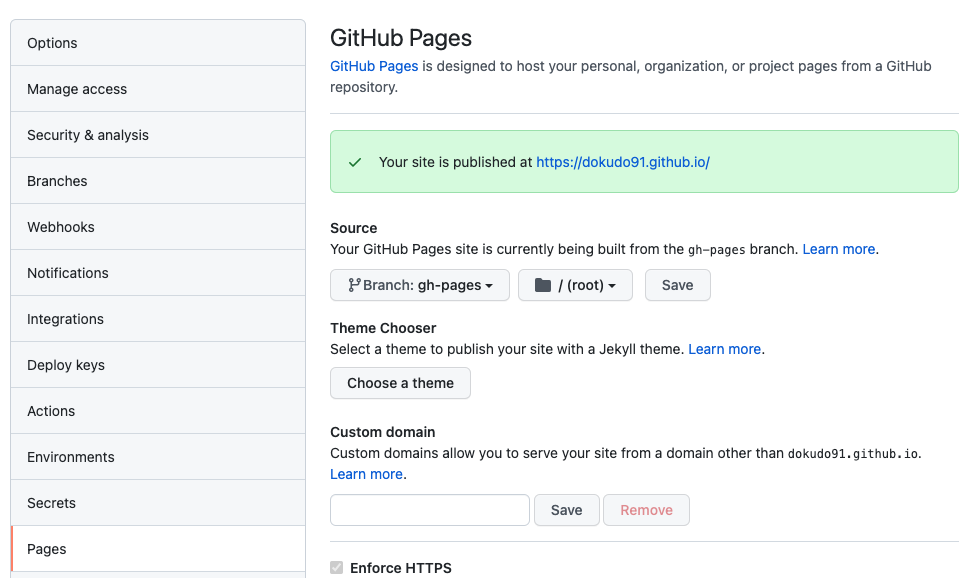 Options
Manage access
Security & analysis
Branches
Webhooks
Notifications
Integrations
Deploy keys
Actions
Environments
Secrets
Pages
GitHub Pages
GitHub Pages is designed to host your personal, organization, or project pages from a GitHub
repository.
Your site is published at https://dokudo91.github.io/
Source
Your GitHub Pages site is currently being built from the gh-pages branch. Learn more.
Branch: gh-pages
/ (root)
Save
Theme Chooser
Select a theme to publish your site with a Jekyll theme. Learn more.
Choose a theme
Custom domain
Custom domains allow you to serve your site from a domain other than dokudo91.github.io.
Learn more.
Save
Remove
Enforce HTTPS